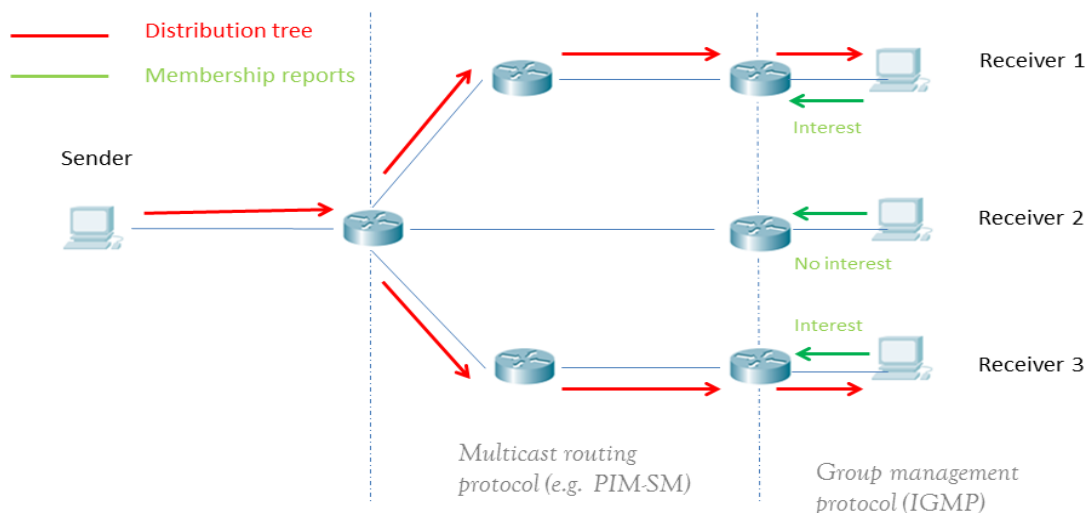 Distribution tree
Membership reports
Sender
Receiver 1
Interest
Receiver 2
No interest
Interest
Receiver 3
Multicast routing
protocol (e.g. PIM-SM)
Group management
protocol (IGMP)